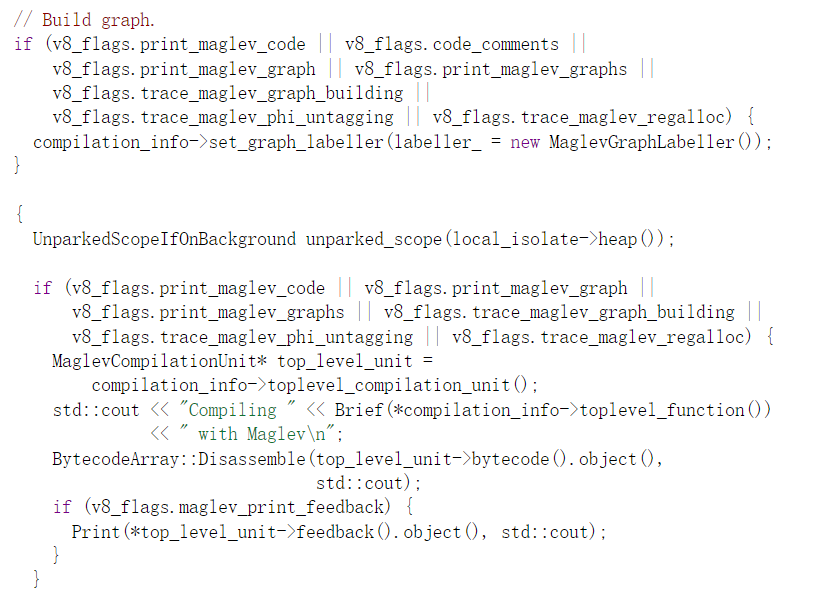 // Build graph.
if (v8_flags.print_maglev_code || v8_flags.code_comments ||
    v8_flags.print_maglev_graph || v8_flags.print_maglev_graphs ||
    v8_flags.trace_maglev_graph_building ||
    v8_flags.trace_maglev_phi_untagging || v8_flags.trace_maglev_regalloc) {
  compilation_info->set_graph_labeller(labeller_ = new MaglevGraphLabeller());
}

{
  UnparkedScopeIfOnBackground unparked_scope(local_isolate->heap());

  if (v8_flags.print_maglev_code || v8_flags.print_maglev_graph ||
      v8_flags.print_maglev_graphs || v8_flags.trace_maglev_graph_building ||
      v8_flags.trace_maglev_phi_untagging || v8_flags.trace_maglev_regalloc) {
    MaglevCompilationUnit* top_level_unit =
        compilation_info->toplevel_compilation_unit();
    std::cout << "Compiling " << Brief(*compilation_info->toplevel_function())
              << " with Maglev\n";
    BytecodeArray::Disassemble(top_level_unit->bytecode().object(),
                               std::cout);
    if (v8_flags.maglev_print_feedback) {
      Print(*top_level_unit->feedback().object(), std::cout);
    }
  }